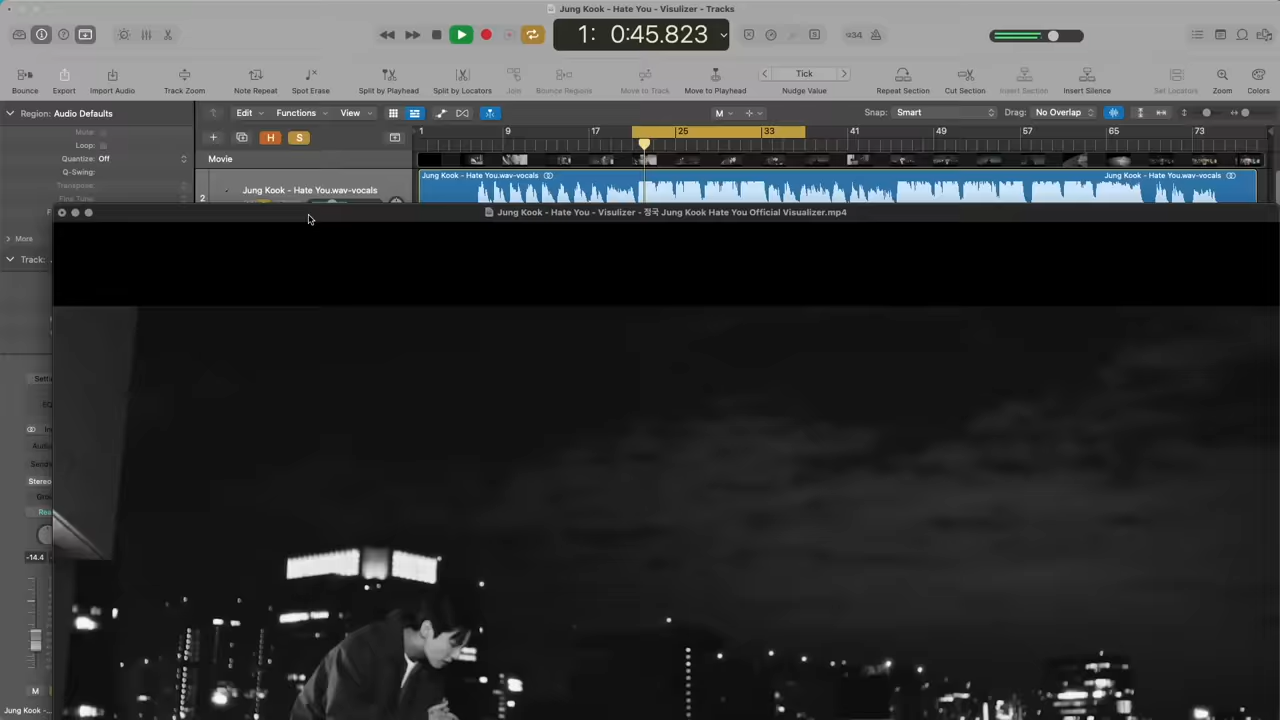 Jung Kook - Hate You - Visulizer - Tracks
1: 0:45.823
Bounce
Export
Import Audio
Track Zoom
Note Repeat
Spot Erase
Split by Playhead
Split by Locators
Join
Bounce Regions
Move to Track
Move to Playhead
Tick
Nudge Value
Repeat Section
Cut Section
Insert Section
Insert Silence
Set Locators
Zoom
Colors
Region: Audio Defaults
Edit
Functions
View
M
Snap: Smart
Drag: No Overlap
Mute:
Loop:
Quantize: Off
Q-Swing:
Transpose:
Fine Tune:
More
Track:
H
S
1 9 17 25 33 41 49 57 65 73
Movie
2
Jung Kook - Hate You.wav-vocals
Jung Kook - Hate You.wav-vocals
Jung Kook - Hate You.wav-vocals
Jung Kook - Hate You - Visulizer - 정국 Jung Kook Hate You Official Visualizer.mp4
Stereo
-14.4
M
Jung Kook -...